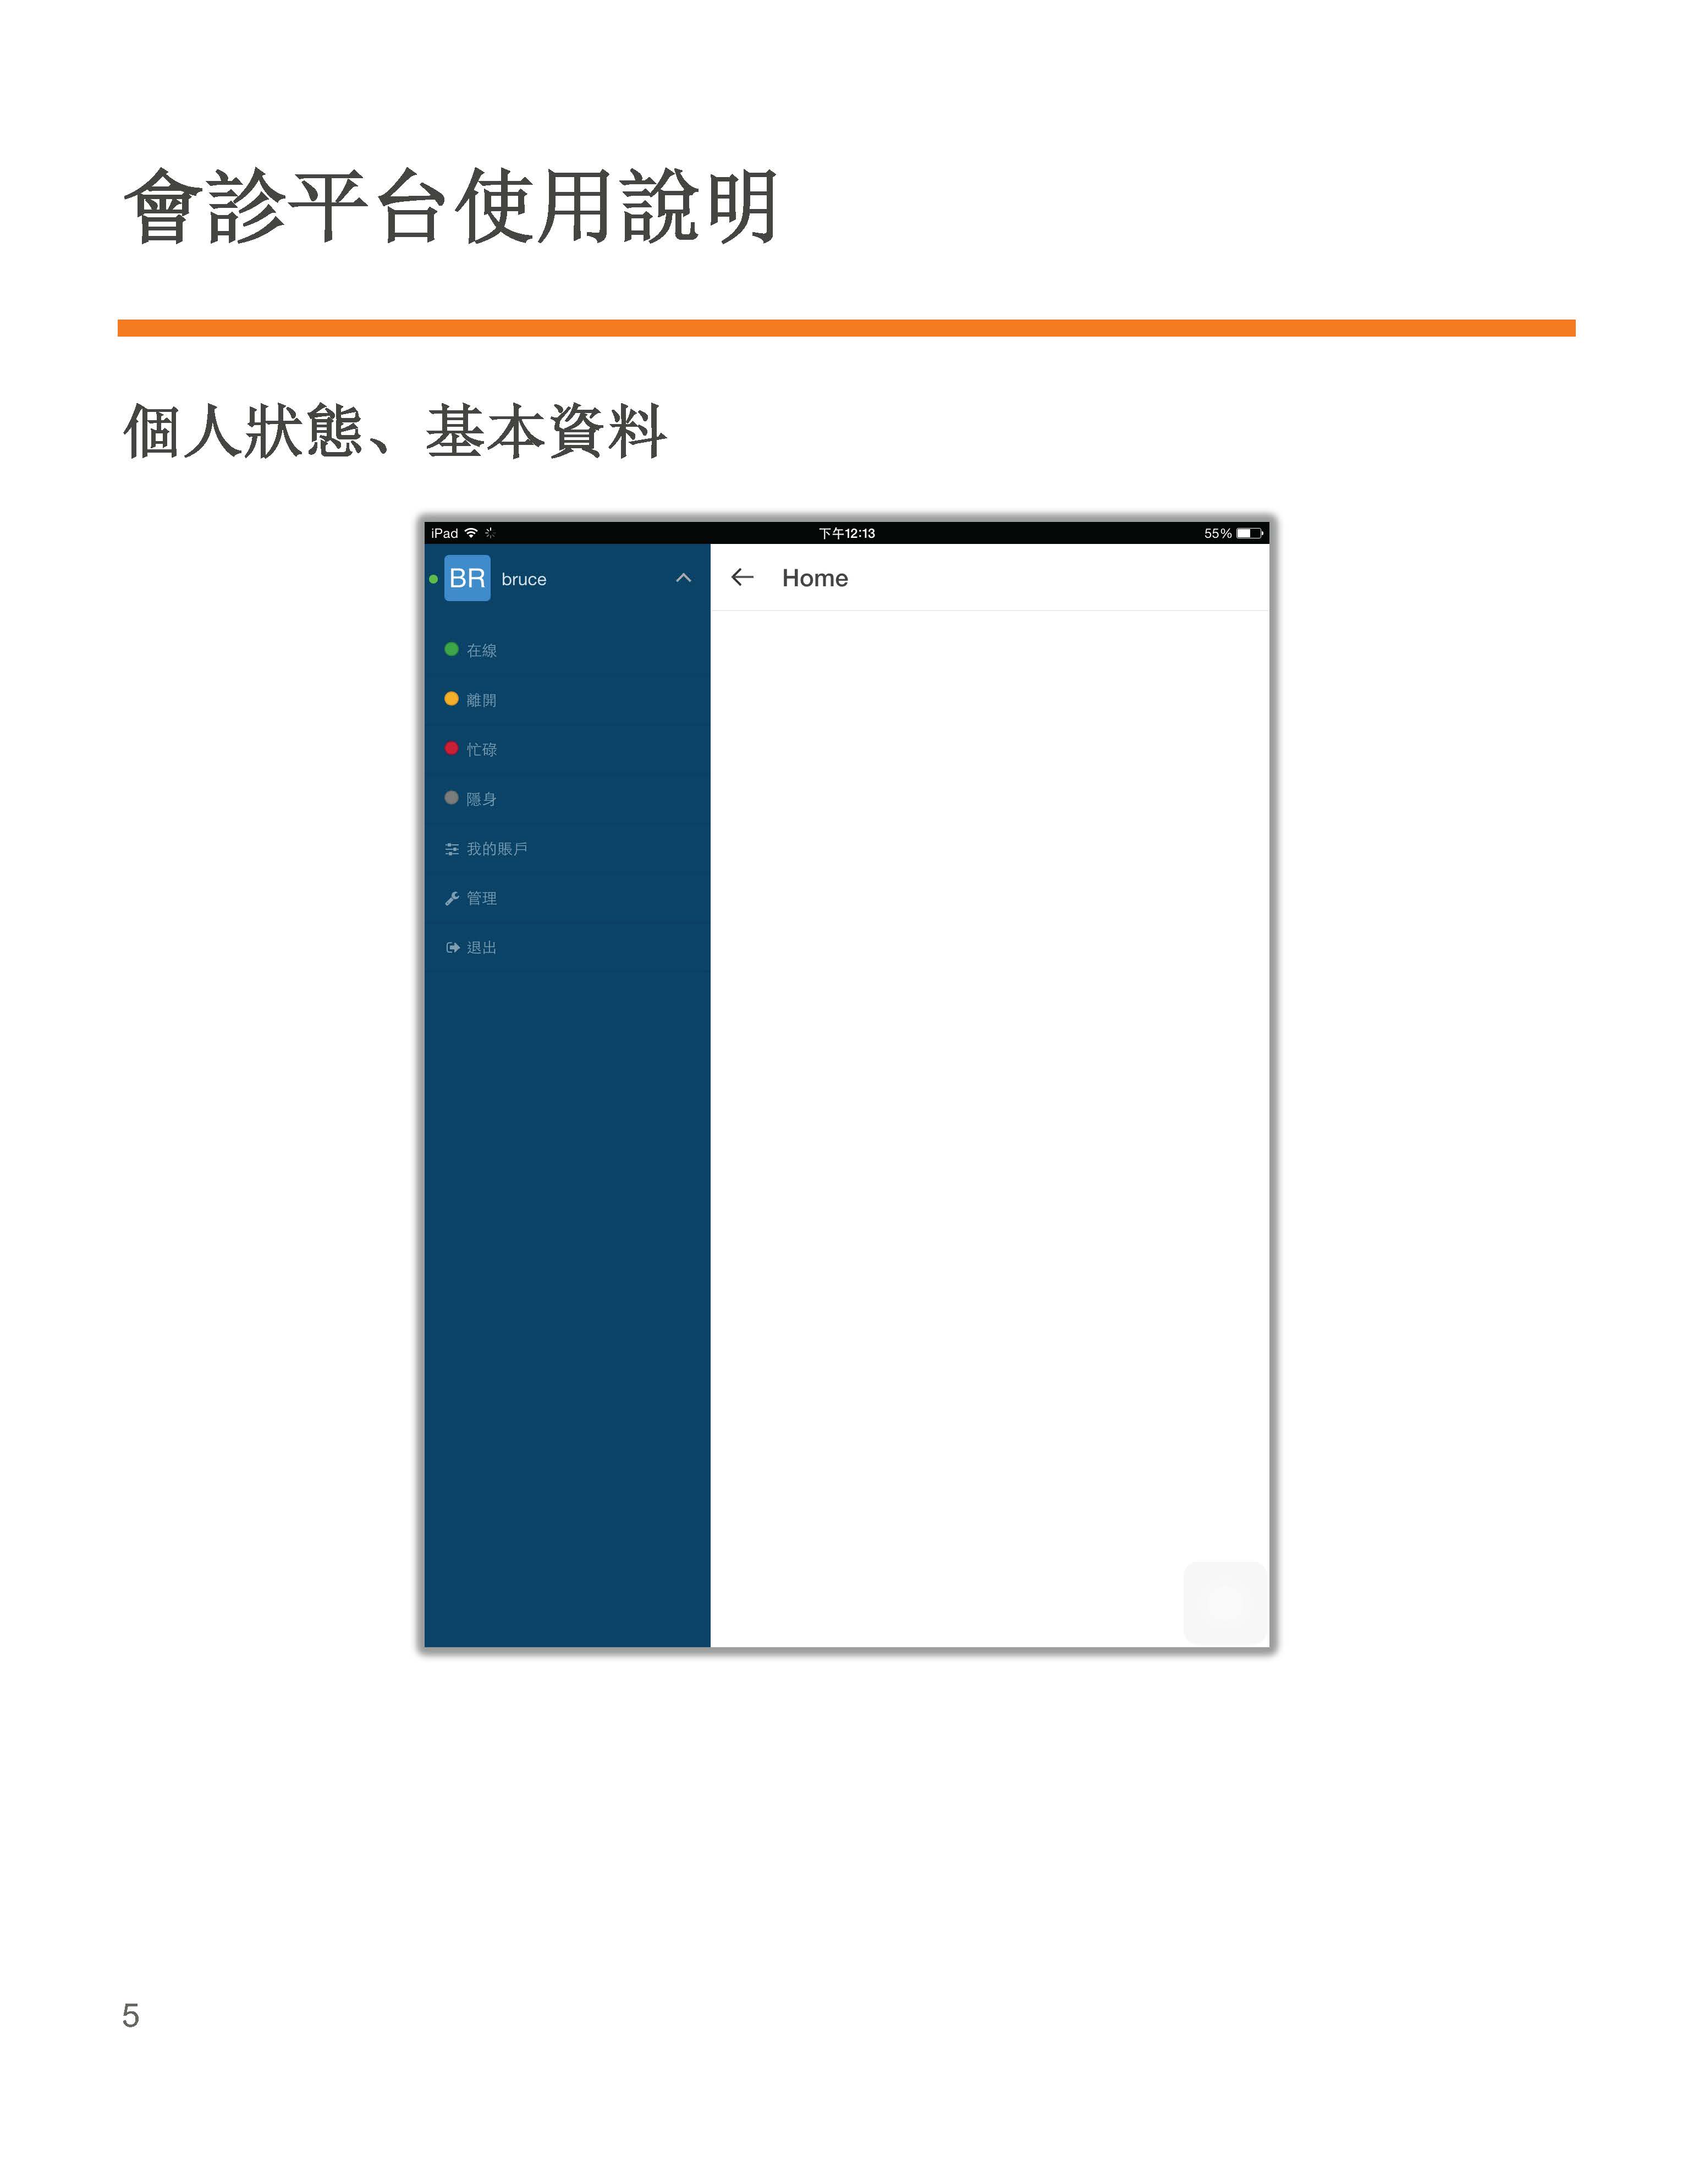 會診平台使用說明
個人狀態、基本資料
iPad 下午12:13 55%
BR bruce
Home
在線
離開
忙碌
隱身
我的賬戶
管理
退出
5